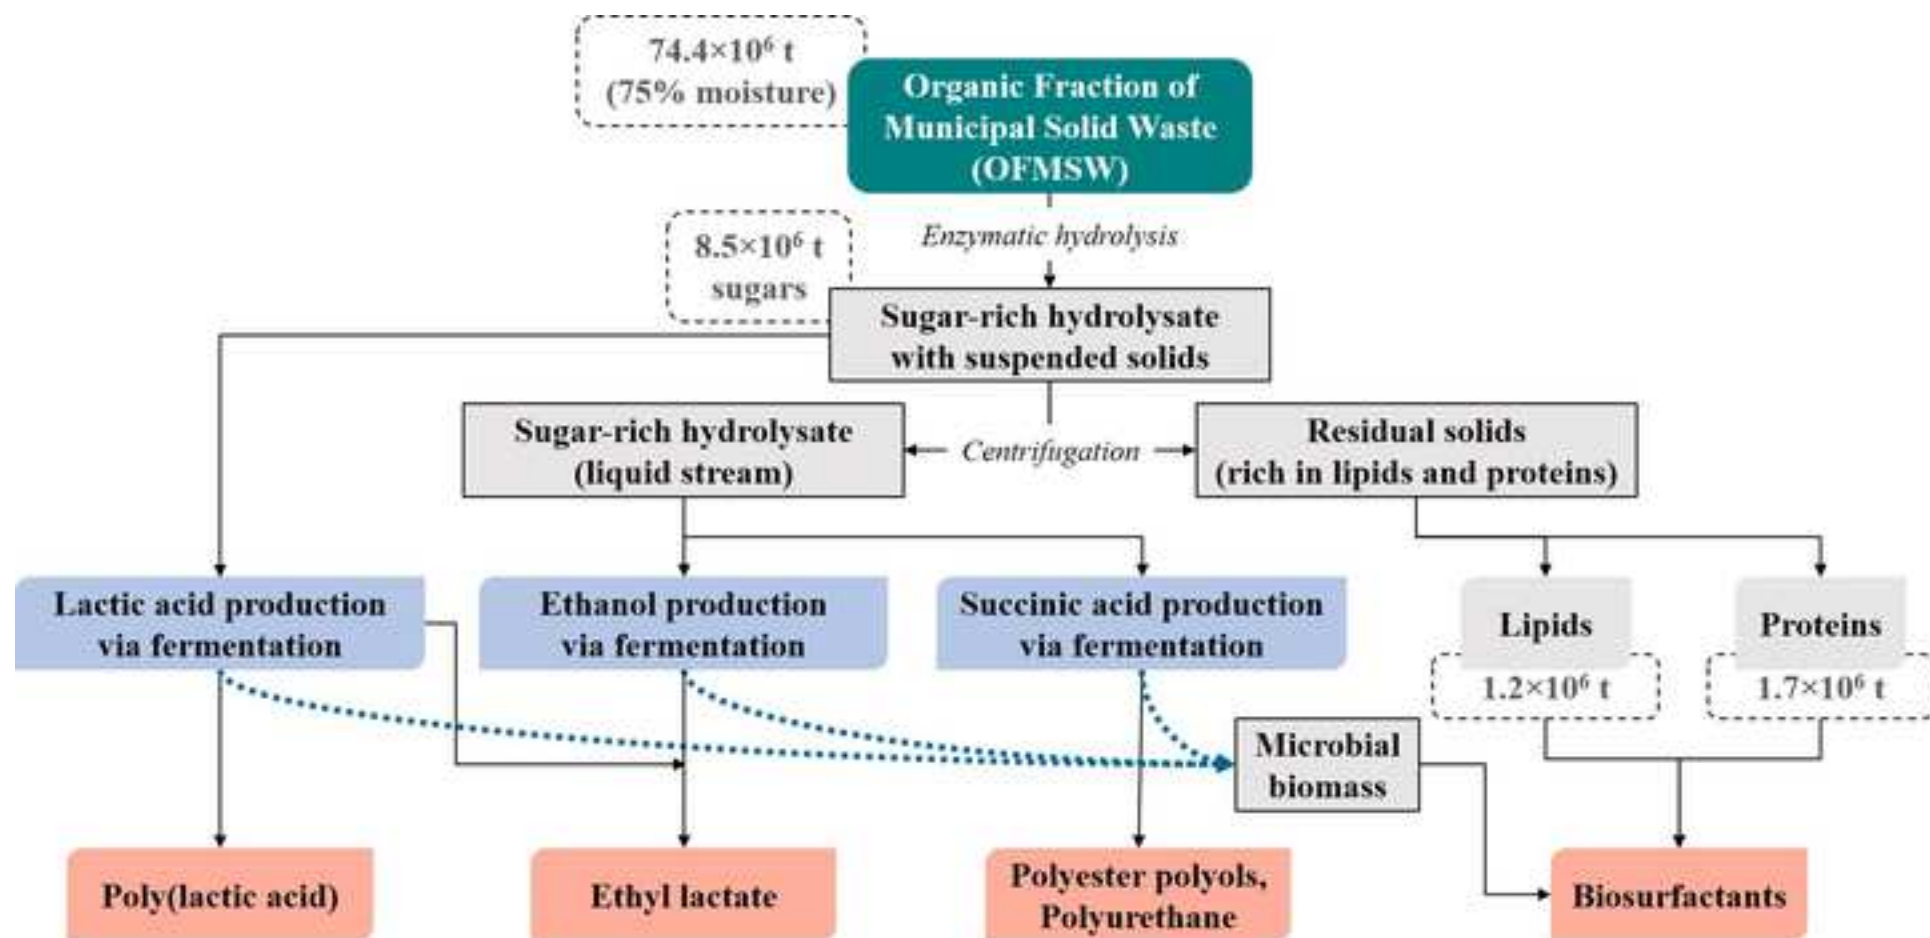 74.4×10⁶ t
(75% moisture)
Organic Fraction of
Municipal Solid Waste
(OFMSW)
Enzymatic hydrolysis
8.5×10⁶ t
sugars
Sugar-rich hydrolysate
with suspended solids
Sugar-rich hydrolysate
(liquid stream)
Centrifugation
Residual solids
(rich in lipids and proteins)
Lactic acid production
via fermentation
Ethanol production
via fermentation
Succinic acid production
via fermentation
Lipids
1.2×10⁶ t
Proteins
1.7×10⁶ t
Microbial
biomass
Poly(lactic acid)
Ethyl lactate
Polyester polyols,
Polyurethane
Biosurfactants